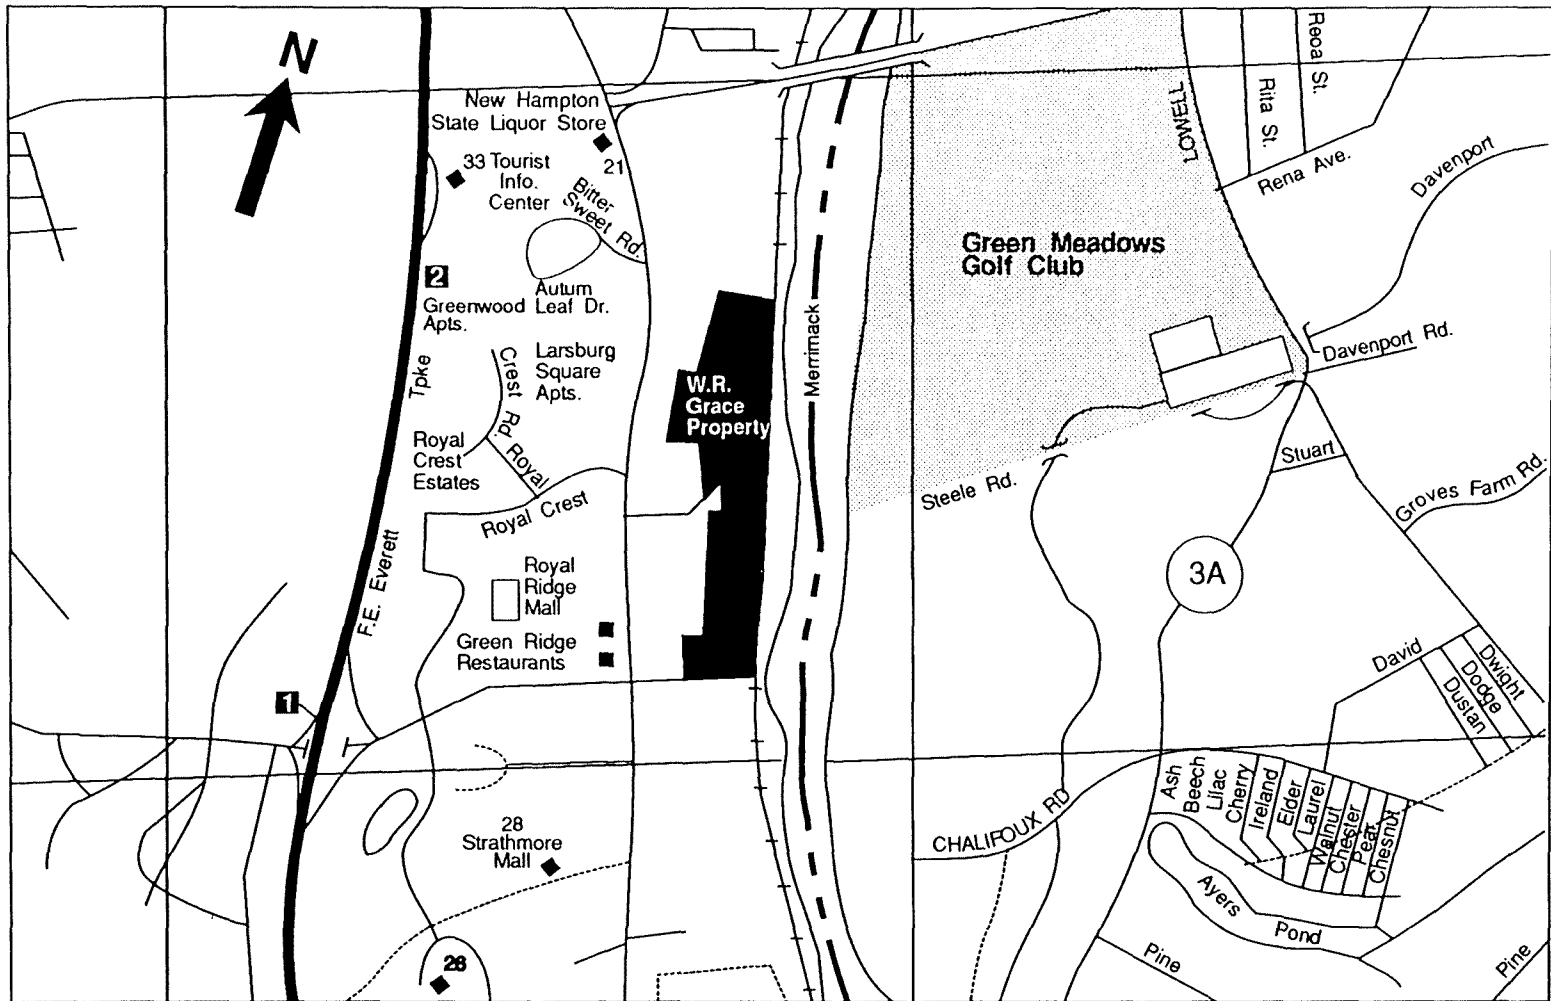 N
New Hampton
State Liquor Store
21
33 Tourist
Info.
Center
Bitter
Sweet Rd.
2
Greenwood
Apts.
Autum
Leaf Dr.
Tpke
Crest Rd.
Larsburg
Square
Apts.
Royal
Crest
Estates
Royal
Royal Crest
F.E. Everett
Royal
Ridge
Mall
Green Ridge
Restaurants
1
28
Strathmore
Mall
26
W.R.
Grace
Property
Merrimack
Green Meadows
Golf Club
LOWELL
Rita St.
Reoa St.
Rena Ave.
Davenport
Davenport Rd.
Steele Rd.
Stuart
Groves Farm Rd.
3A
David
Dwight
Dodge
Dustan
CHALIFOUX RD
Ash
Beech
Lilac
Cherry
Ireland
Elder
Laurel
Walnut
Chester
Pear
Chesnut
Ayers
Pond
Pine
Pine